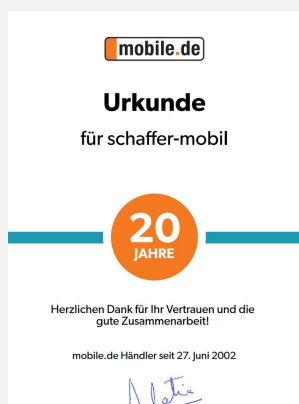 mobile.de
Urkunde
für schaffer-mobil
20
JAHRE
Herzlichen Dank für Ihr Vertrauen und die
gute Zusammenarbeit!
mobile.de Händler seit 27. Juni 2002